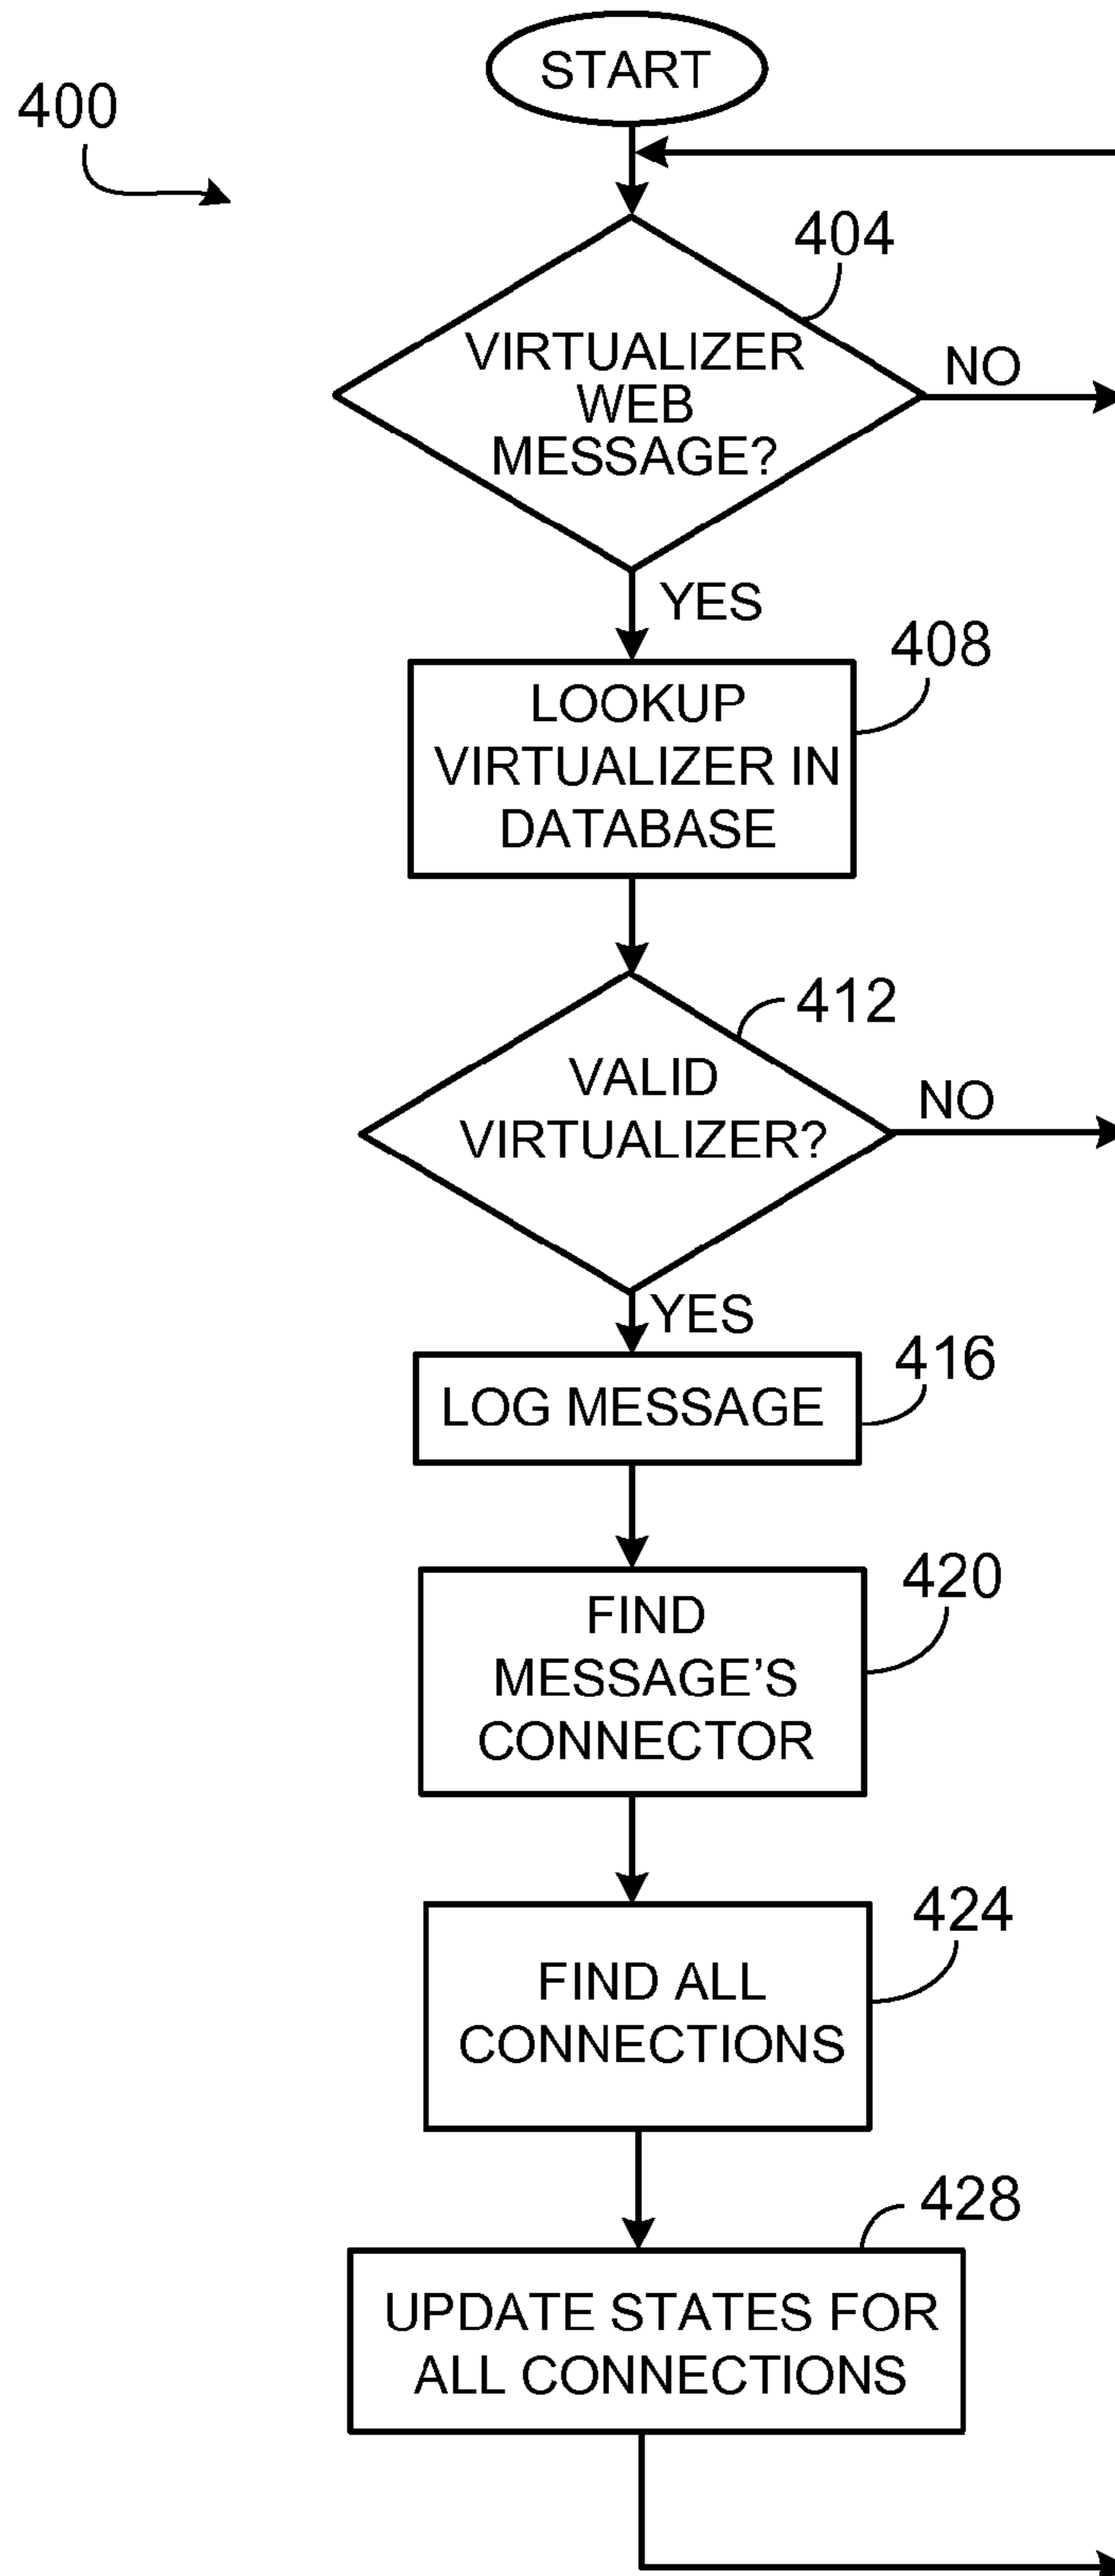 START
400
404
VIRTUALIZER
WEB
MESSAGE?
NO
YES
408
LOOKUP
VIRTUALIZER IN
DATABASE
412
VALID
VIRTUALIZER?
NO
YES
416
LOG MESSAGE
420
FIND
MESSAGE’S
CONNECTOR
424
FIND ALL
CONNECTIONS
428
UPDATE STATES FOR
ALL CONNECTIONS